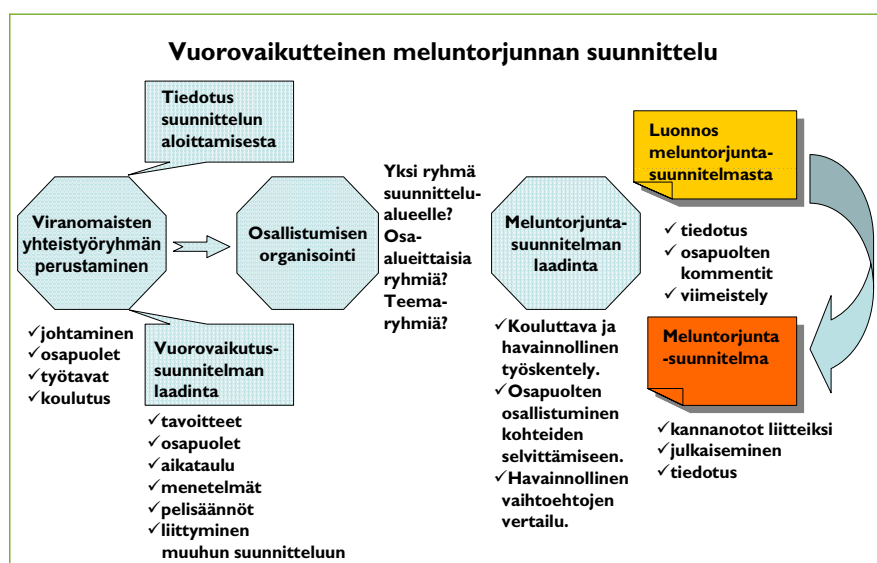 Vuorovaikutteinen meluntorjunnan suunnittelu
Tiedotus
suunnittelun
aloittamisesta
Viranomaisten
yhteistyöryhmän
perustaminen
✓johtaminen
✓osapuolet
✓työtavat
✓koulutus
Vuorovaikutus-
suunnitelman
laadinta
✓tavoitteet
✓osapuolet
✓aikataulu
✓menetelmät
✓pelisäännöt
✓liittyminen
muuhun suunnitteluun
Osallistumisen
organisointi
Yksi ryhmä
suunnittelu-
alueelle?
Osa-
alueittaisia
ryhmiä?
Teema-
ryhmiä?
Meluntorjunta-
suunnitelman
laadinta
✓Kouluttava ja
havainnollinen
työskentely.
✓Osapuolten
osallistuminen
kohteiden
selvittämiseen.
✓Havainnollinen
vaihtoehtojen
vertailu.
Luonnos
meluntorjunta-
suunnitelmasta
✓ tiedotus
✓ osapuolten
kommentit
✓ viimeistely
Meluntorjunta
-suunnitelma
✓kannanotot liitteiksi
✓julkaiseminen
✓tiedotus